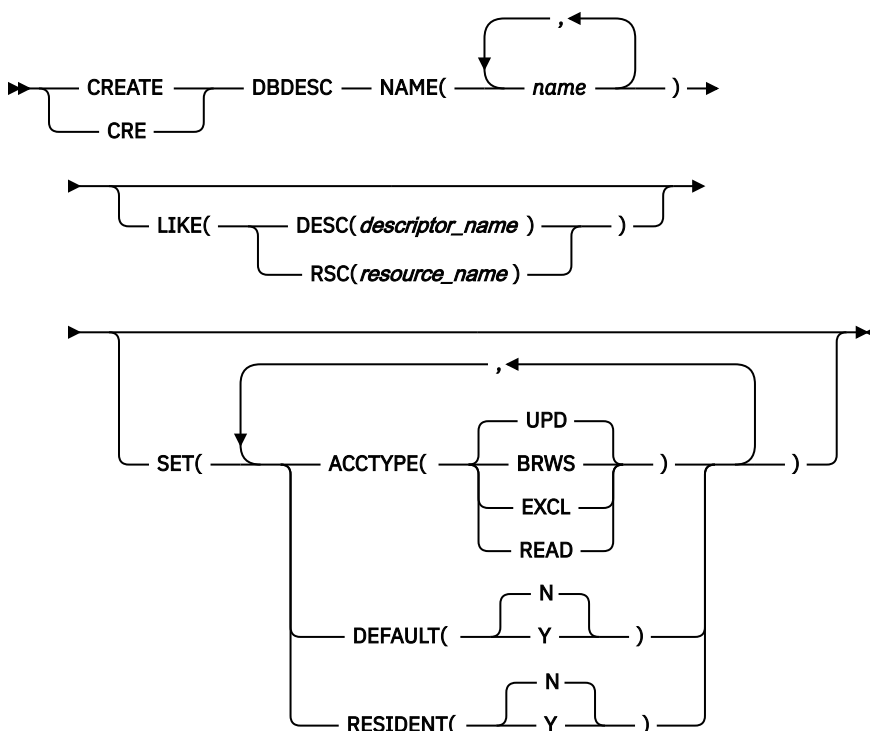 ,
CREATE DBDESC NAME( name )
CRE
LIKE( DESC(descriptor_name ) )
RSC(resource_name )
,
UPD
SET( ACCTYPE( BRWS ) )
EXCL
READ
N
DEFAULT( Y )
N
RESIDENT( Y )